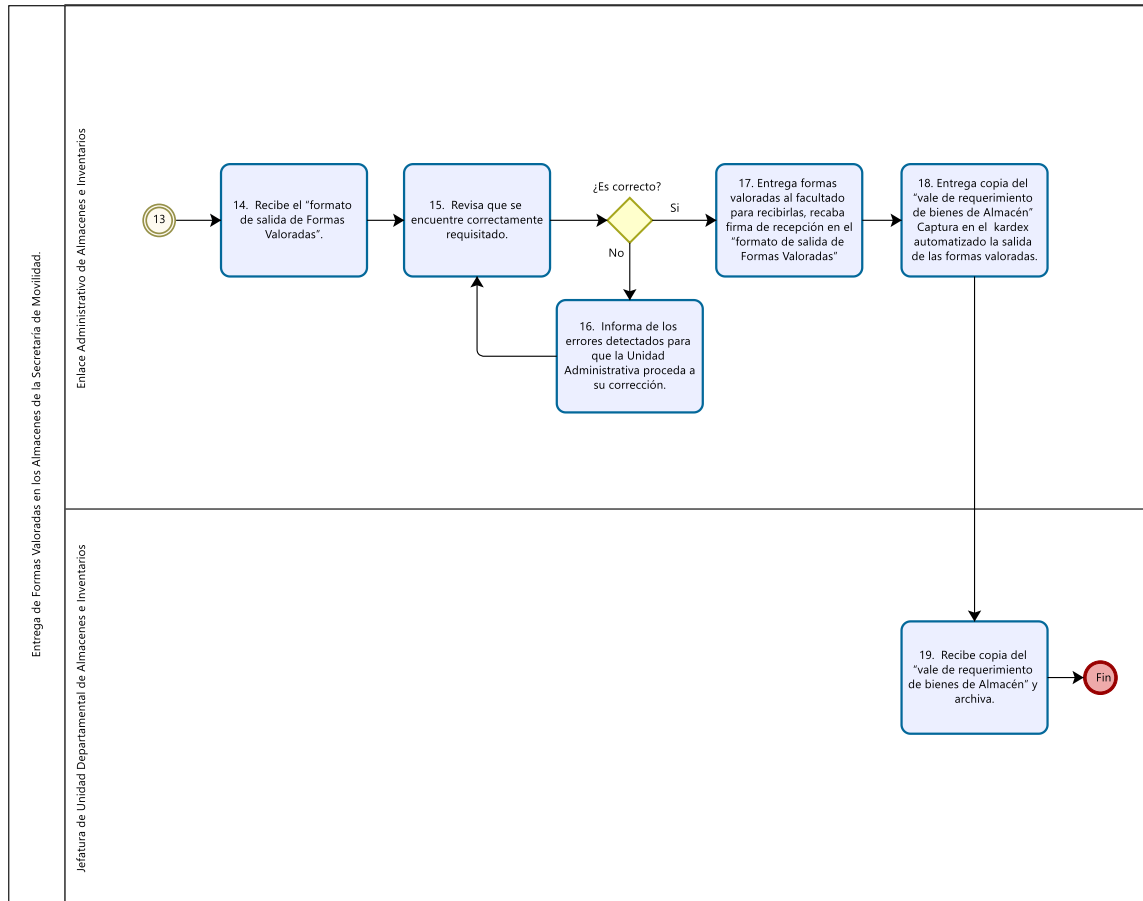 Entrega de Formas Valoradas en los Almacenes de la Secretaría de Movilidad.
Enlace Administrativo de Almacenes e Inventarios
13
14.  Recibe el “formato
de salida de Formas
Valoradas”.
15.  Revisa que se
encuentre correctamente
requisitado.
¿Es correcto?
Si
No
16.  Informa de los
errores detectados para
que la Unidad
Administrativa proceda a
su corrección.
17. Entrega formas
valoradas al facultado
para recibirlas, recaba
firma de recepción en el
“formato de salida de
Formas Valoradas”
18. Entrega copia del
“vale de requerimiento
de bienes de Almacén”
Captura en el  kardex
automatizado la salida
de las formas valoradas.
Jefatura de Unidad Departamental de Almacenes e Inventarios
19.  Recibe copia del
“vale de requerimiento
de bienes de Almacén” y
archiva.
Fin